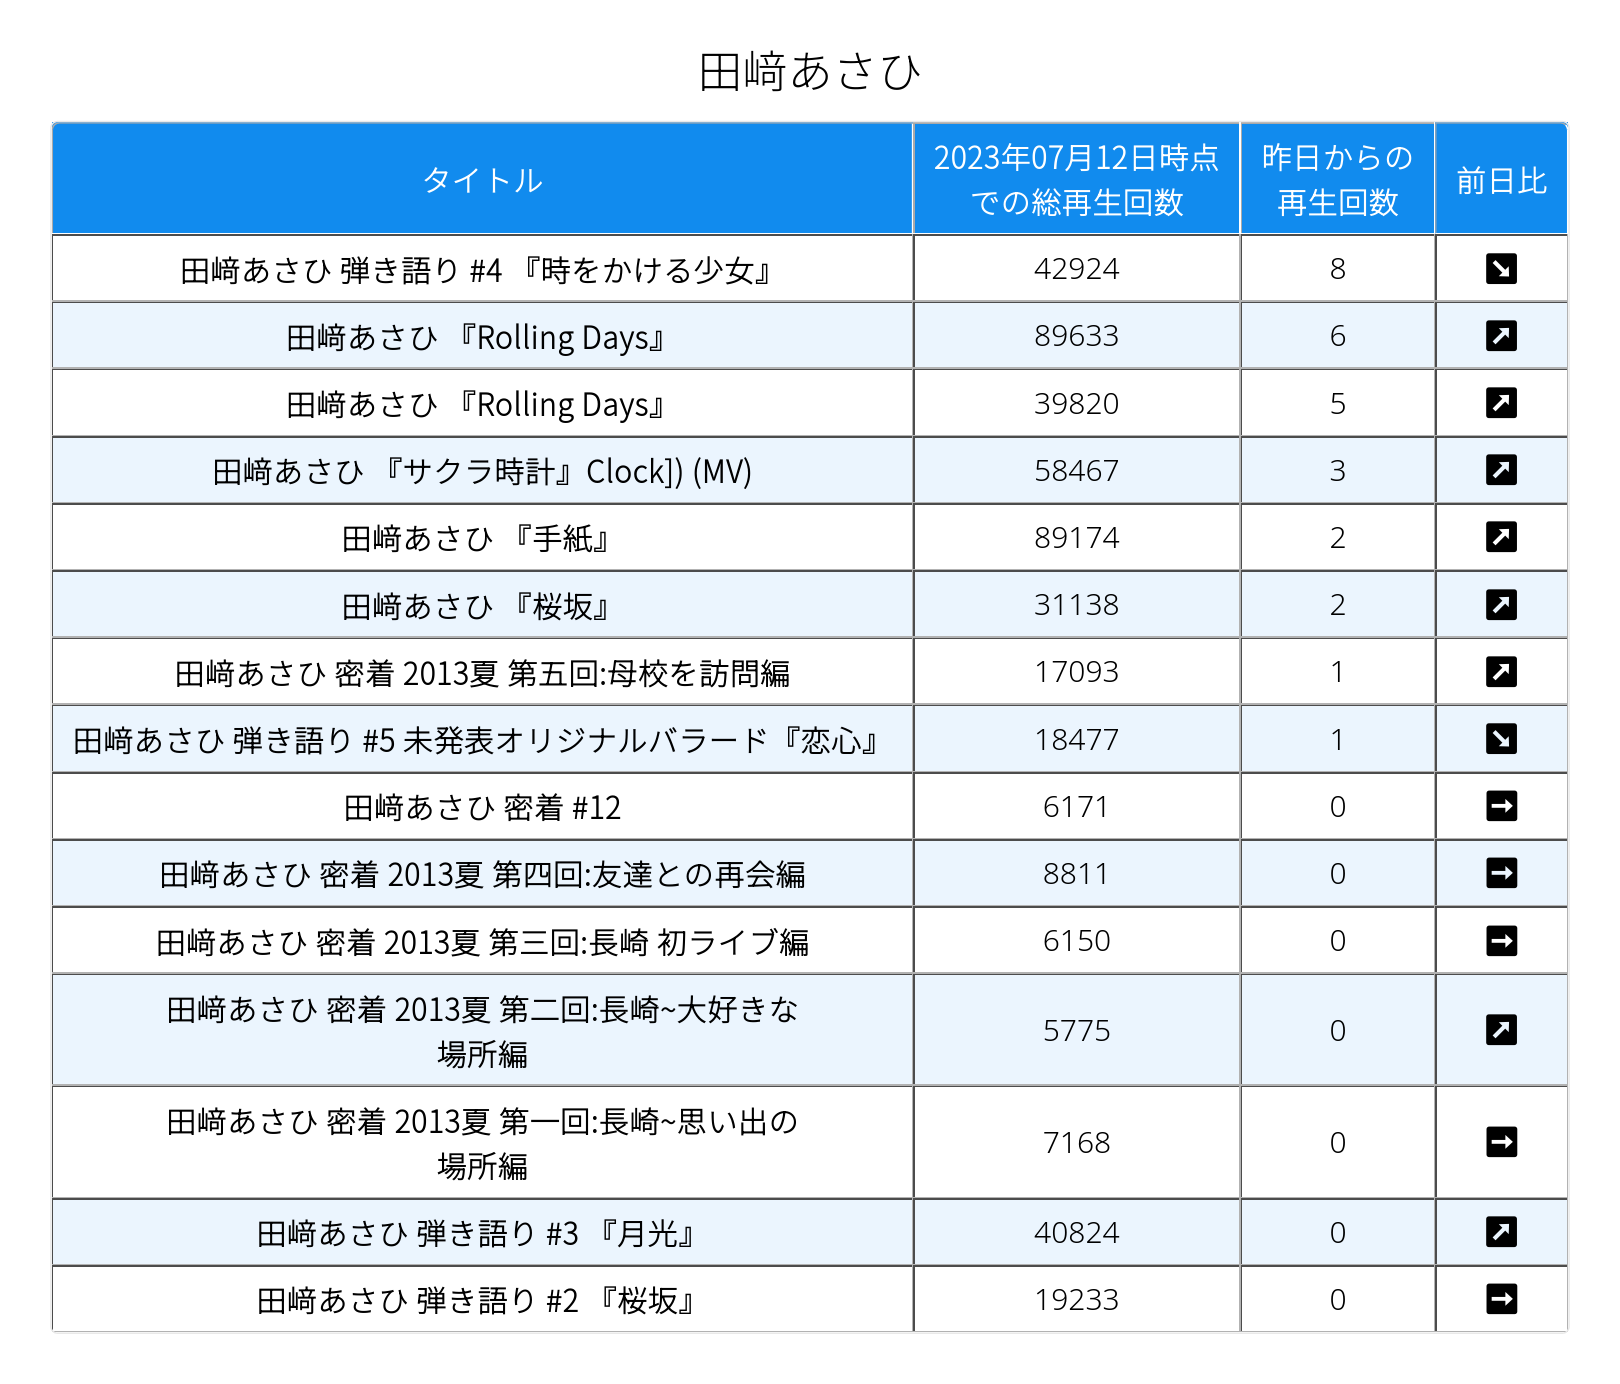 田﨑あさひ
タイトル
2023年07月12日時点
での総再生回数
昨日からの
再生回数
前日比
田﨑あさひ 弾き語り #4 『時をかける少女』 42924 8 ↘
田﨑あさひ 『Rolling Days』 89633 6 ↗
田﨑あさひ 『Rolling Days』 39820 5 ↗
田﨑あさひ 『サクラ時計』Clock]) (MV) 58467 3 ↗
田﨑あさひ 『手紙』 89174 2 ↗
田﨑あさひ 『桜坂』 31138 2 ↗
田﨑あさひ 密着 2013夏 第五回:母校を訪問編 17093 1 ↗
田﨑あさひ 弾き語り #5 未発表オリジナルバラード『恋心』 18477 1 ↘
田﨑あさひ 密着 #12 6171 0 →
田﨑あさひ 密着 2013夏 第四回:友達との再会編 8811 0 →
田﨑あさひ 密着 2013夏 第三回:長崎 初ライブ編 6150 0 →
田﨑あさひ 密着 2013夏 第二回:長崎~大好きな
場所編 5775 0 ↗
田﨑あさひ 密着 2013夏 第一回:長崎~思い出の
場所編 7168 0 →
田﨑あさひ 弾き語り #3 『月光』 40824 0 ↗
田﨑あさひ 弾き語り #2 『桜坂』 19233 0 →